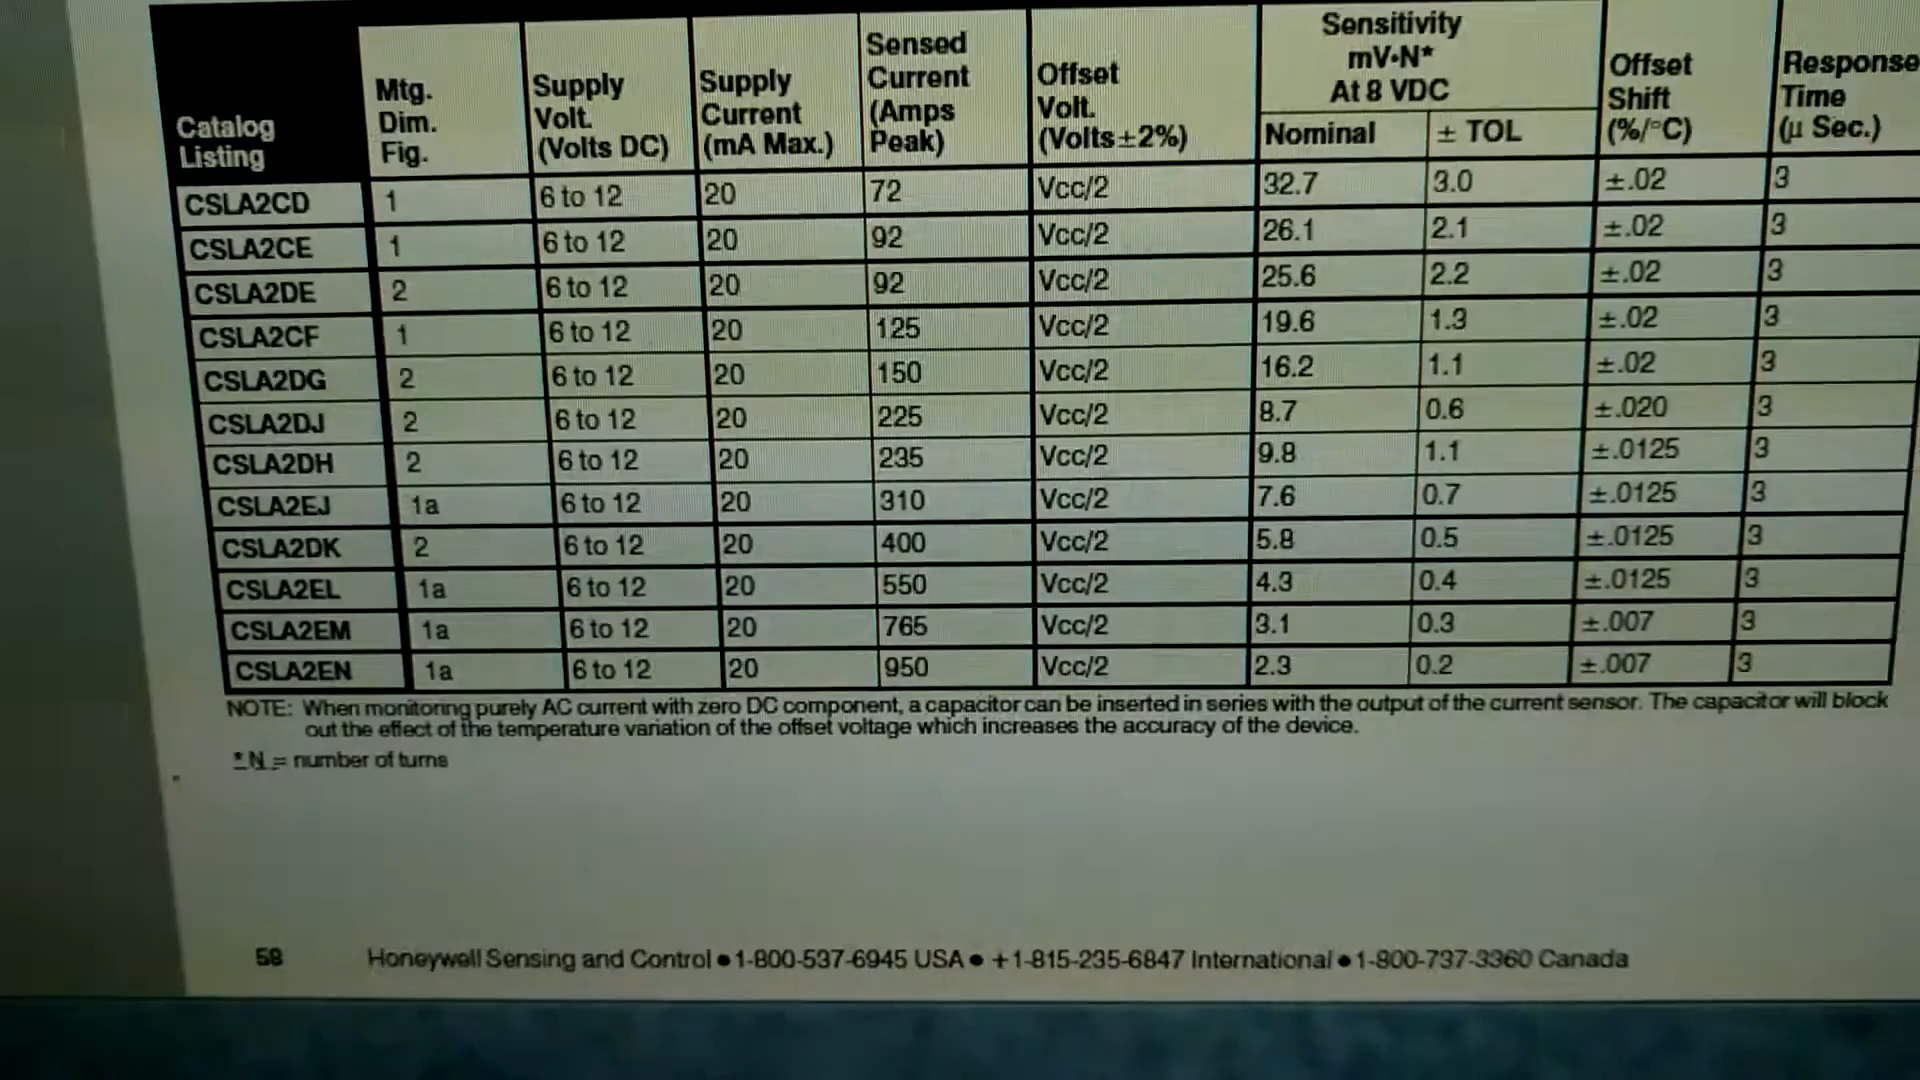 Catalog Listing Mtg. Dim. Fig. Supply Volt. (Volts DC) Supply Current (mA Max.) Sensed Current (Amps Peak) Offset Volt. (Volts±2%) Sensitivity mV•N* At 8 VDC Nominal ± TOL Offset Shift (%/°C) Response Time (μ Sec.)
CSLA2CD 1 6 to 12 20 72 Vcc/2 32.7 3.0 ±.02 3
CSLA2CE 1 6 to 12 20 92 Vcc/2 26.1 2.1 ±.02 3
CSLA2DE 2 6 to 12 20 92 Vcc/2 25.6 2.2 ±.02 3
CSLA2CF 1 6 to 12 20 125 Vcc/2 19.6 1.3 ±.02 3
CSLA2DG 2 6 to 12 20 150 Vcc/2 16.2 1.1 ±.02 3
CSLA2DJ 2 6 to 12 20 225 Vcc/2 8.7 0.6 ±.020 3
CSLA2DH 2 6 to 12 20 235 Vcc/2 9.8 1.1 ±.0125 3
CSLA2EJ 1a 6 to 12 20 310 Vcc/2 7.6 0.7 ±.0125 3
CSLA2DK 2 6 to 12 20 400 Vcc/2 5.8 0.5 ±.0125 3
CSLA2EL 1a 6 to 12 20 550 Vcc/2 4.3 0.4 ±.0125 3
CSLA2EM 1a 6 to 12 20 765 Vcc/2 3.1 0.3 ±.007 3
CSLA2EN 1a 6 to 12 20 950 Vcc/2 2.3 0.2 ±.007 3
NOTE: When monitoring purely AC current with zero DC component, a capacitor can be inserted in series with the output of the current sensor. The capacitor will block
out the effect of the temperature variation of the offset voltage which increases the accuracy of the device.
* N = number of turns
58 Honeywell Sensing and Control • 1-800-537-6945 USA • +1-815-235-6847 International • 1-800-737-3360 Canada